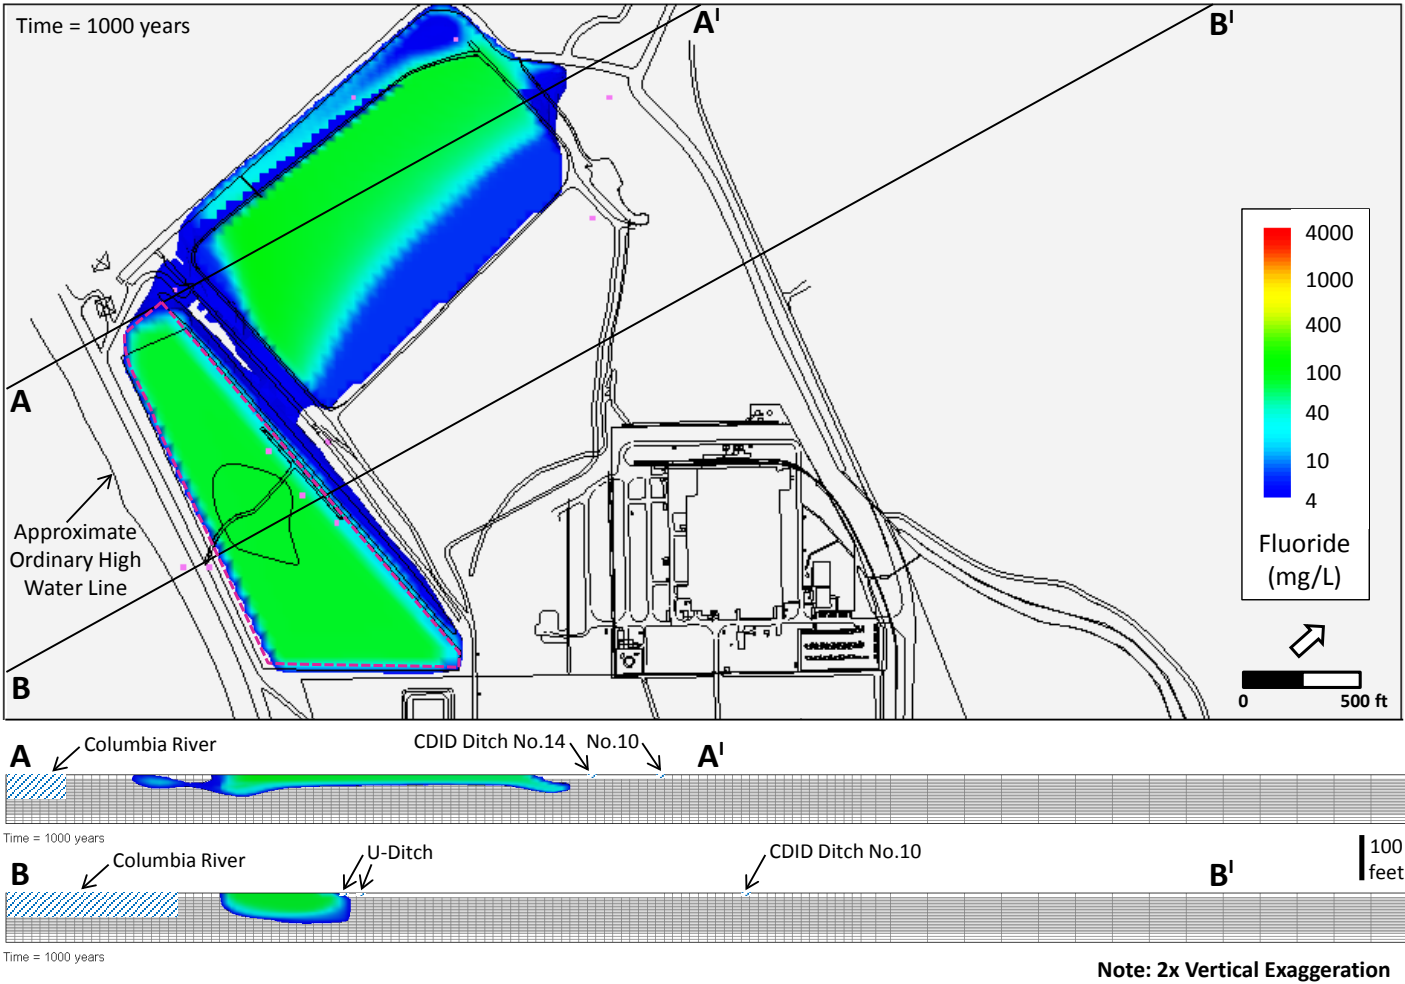 Time = 1000 years
A'
B'
A
B
Approximate
Ordinary High
Water Line
4000
1000
400
100
40
10
4
Fluoride
(mg/L)
0 500 ft
A Columbia River CDID Ditch No.14 No.10 A'
Time = 1000 years
B Columbia River U-Ditch CDID Ditch No.10 B'
100
feet
Time = 1000 years
Note: 2x Vertical Exaggeration